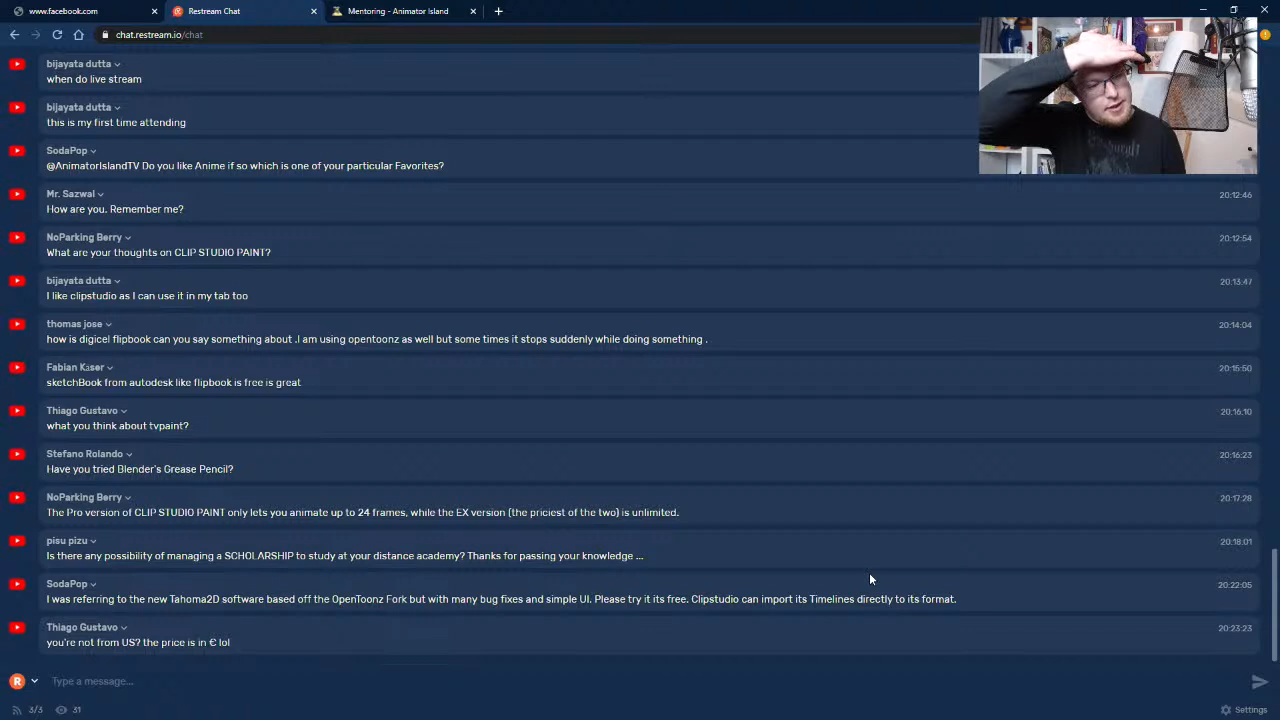 www.facebook.com
Restream Chat
Mentoring - Animator Island
chat.restream.io/chat
bijayata dutta
when do live stream
bijayata dutta
this is my first time attending
SodaPop
@AnimatorIslandTV Do you like Anime if so which is one of your particular Favorites?
Mr. Sazwal
20:12:46
How are you. Remember me?
NoParking Berry
20:12:54
What are your thoughts on CLIP STUDIO PAINT?
bijayata dutta
20:13:47
I like clipstudio as I can use it in my tab too
thomas jose
20:14:04
how is digicel flipbook can you say something about .I am using opentoonz as well but some times it stops suddenly while doing something .
Fabian Kaser
20:15:50
sketchBook from autodesk like flipbook is free is great
Thiago Gustavo
20:16:10
what you think about tvpaint?
Stefano Rolando
20:16:23
Have you tried Blender's Grease Pencil?
NoParking Berry
20:17:28
The Pro version of CLIP STUDIO PAINT only lets you animate up to 24 frames, while the EX version (the priciest of the two) is unlimited.
pisu pizu
20:18:01
Is there any possibility of managing a SCHOLARSHIP to study at your distance academy? Thanks for passing your knowledge ...
SodaPop
20:22:05
I was referring to the new Tahoma2D software based off the OpenToonz Fork but with many bug fixes and simple UI. Please try it its free. Clipstudio can import its Timelines directly to its format.
Thiago Gustavo
20:23:23
you're not from US? the price is in € lol
R
Type a message...
3/3
31
Settings